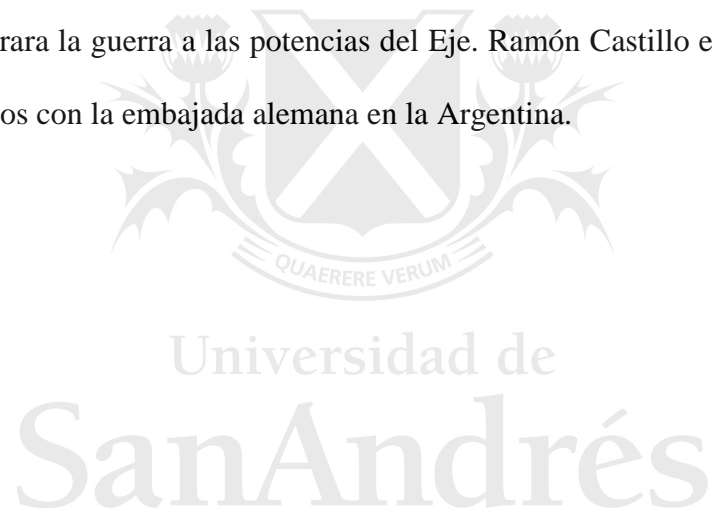 rara la guerra a las potencias del Eje. Ramón Castillo e
os con la embajada alemana en la Argentina.
QUAERERE VERUM
Universidad de
SanAndrés